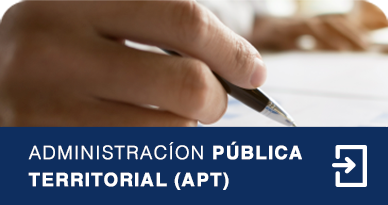 ADMINISTRACÍON PÚBLICA
TERRITORIAL (APT)